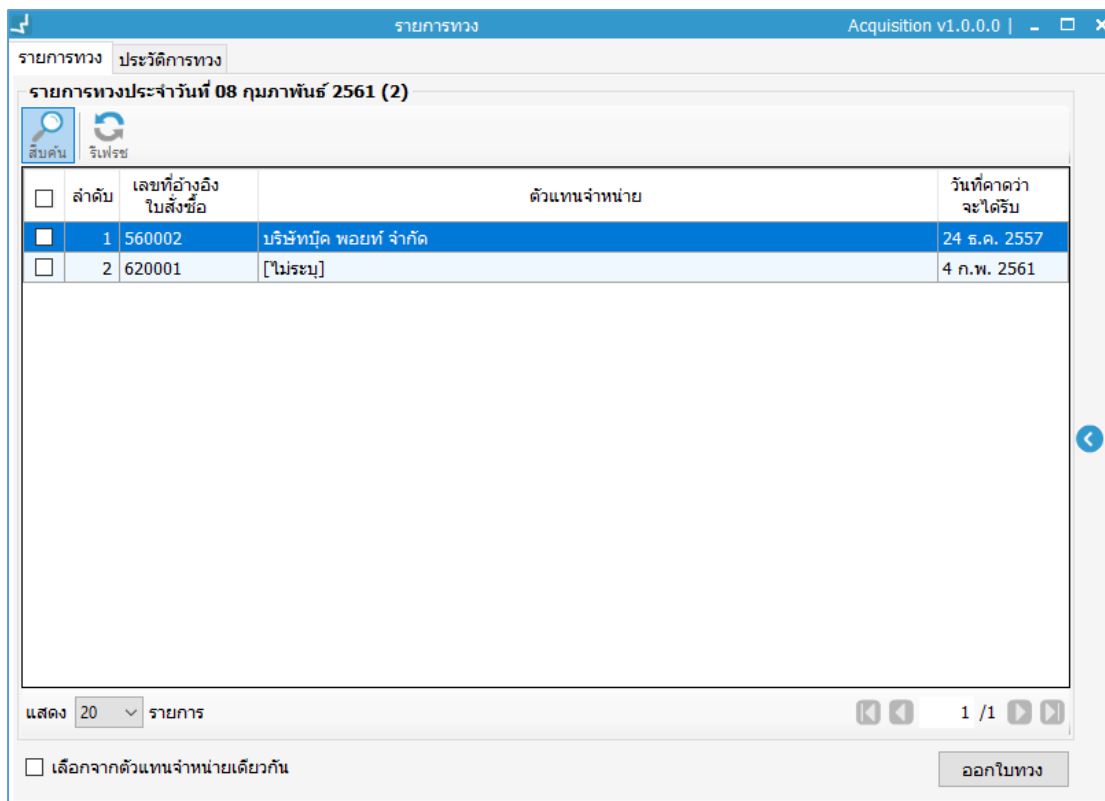 รายการทวง
Acquisition v1.0.0.0 |
รายการทวง ประวัติการทวง
รายการทวงประจำวันที่ 08 กุมภาพันธ์ 2561 (2)
สืบค้น รีเฟรช
ลำดับ เลขที่อ้างอิง
ใบสั่งซื้อ ตัวแทนจำหน่าย วันที่คาดว่า
จะได้รับ
1 560002 บริษัทบุ๊ค พอยท์ จำกัด 24 ธ.ค. 2557
2 620001 [ไม่ระบุ] 4 ก.พ. 2561
แสดง 20 รายการ 1 /1
เลือกจากตัวแทนจำหน่ายเดียวกัน ออกใบทวง